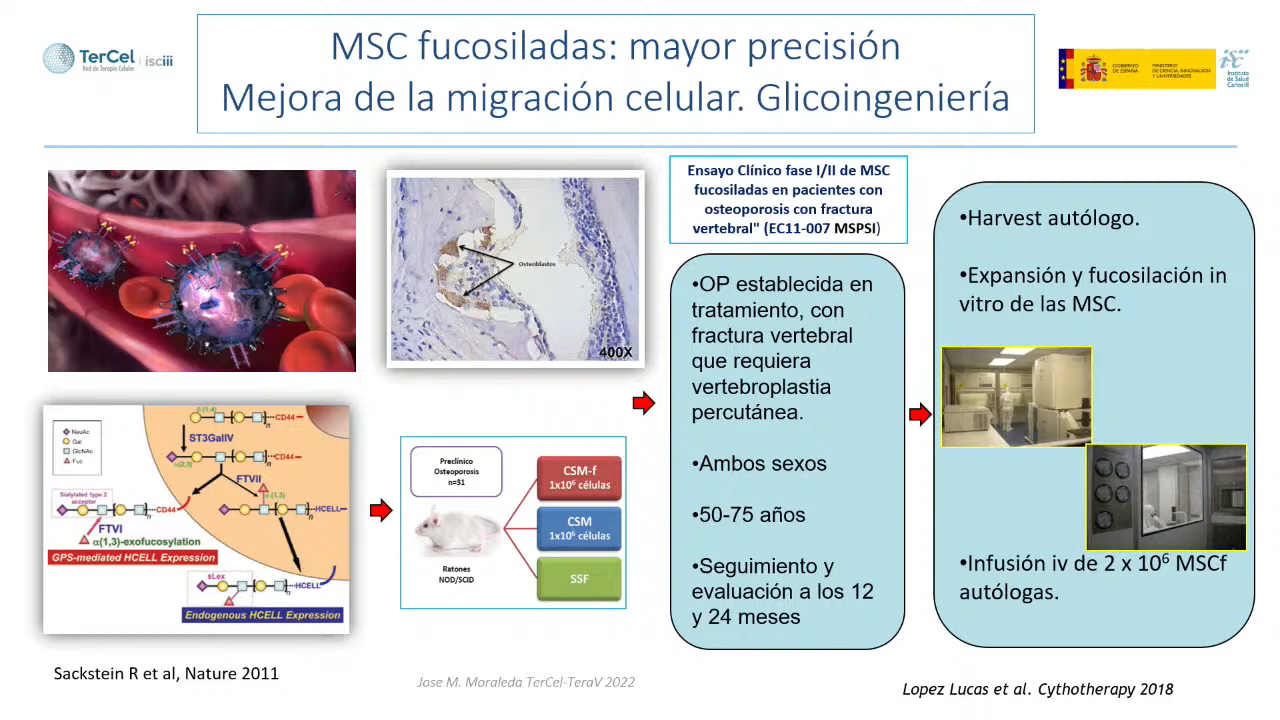 TerCel
Red de Terapia Celular
isciii
MSC fucosiladas: mayor precisión
Mejora de la migración celular. Glicoingeniería
GOBIERNO
DE ESPAÑA
MINISTERIO
DE CIENCIA, INNOVACIÓN
Y UNIVERSIDADES
Instituto
de Salud
Carlos III
Osteoblastos
400X
Ensayo Clínico fase I/II de MSC
fucosiladas en pacientes con
osteoporosis con fractura
vertebral" (EC11-007 MSPSI)
•OP establecida en
tratamiento, con
fractura vertebral
que requiera
vertebroplastia
percutánea.
•Ambos sexos
•50-75 años
•Seguimiento y
evaluación a los 12
y 24 meses
•Harvest autólogo.
•Expansión y fucosilación in
vitro de las MSC.
•Infusión iv de 2 x 10⁶ MSCf
autólogas.
NeuAc
Gal
GlcNAc
Fuc
β (1,4)
n
CD44
ST3GalIV
α(2,3)
n
CD44
FTVII
α (1,3)
Sialylated type 2
acceptor
n
CD44
n
HCELL
FTVI
α(1,3)-exofucosylation
GPS-mediated HCELL Expression
sLex
n
HCELL
Endogenous HCELL Expression
Preclínico
Osteoporosis
n=31
Ratones
NOD/SCID
CSM-f
1x10⁶ células
CSM
1x10⁶ células
SSF
Sackstein R et al, Nature 2011
Jose M. Moraleda TerCel-TeraV 2022
Lopez Lucas et al. Cythotherapy 2018